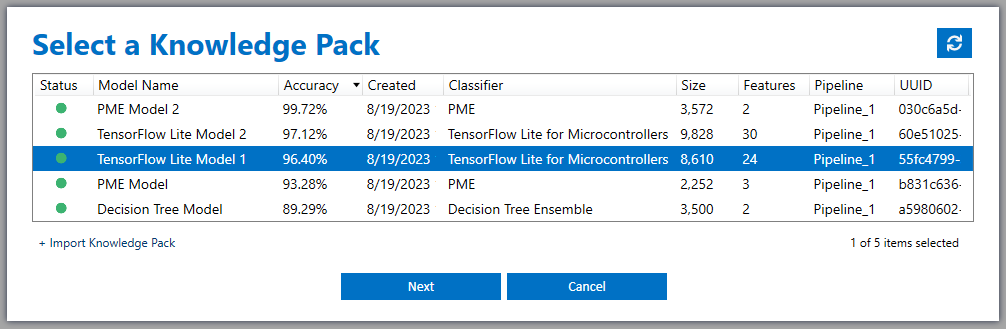 Select a Knowledge Pack
Status Model Name Accuracy Created Classifier Size Features Pipeline UUID
PME Model 2 99.72% 8/19/2023 PME 3,572 2 Pipeline_1 030c6a5d-
TensorFlow Lite Model 2 97.12% 8/19/2023 TensorFlow Lite for Microcontrollers 9,828 30 Pipeline_1 60e51025-
TensorFlow Lite Model 1 96.40% 8/19/2023 TensorFlow Lite for Microcontrollers 8,610 24 Pipeline_1 55fc4799-
PME Model 93.28% 8/19/2023 PME 2,252 3 Pipeline_1 b831c636-
Decision Tree Model 89.29% 8/19/2023 Decision Tree Ensemble 3,500 2 Pipeline_1 a5980602-
+ Import Knowledge Pack 1 of 5 items selected
Next Cancel